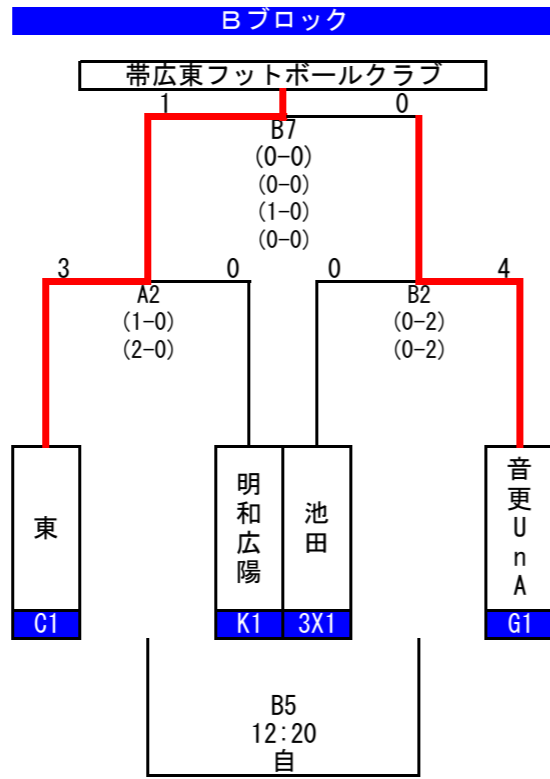 Bブロック
帯広東フットボールクラブ
1 0
B7
(0-0)
(0-0)
(1-0)
(0-0)
3 0 0 4
A2 B2
(1-0) (0-2)
(2-0) (0-2)
東
明和広陽
池田
音更UnA
C1 K1 3X1 G1
B5
12:20
自